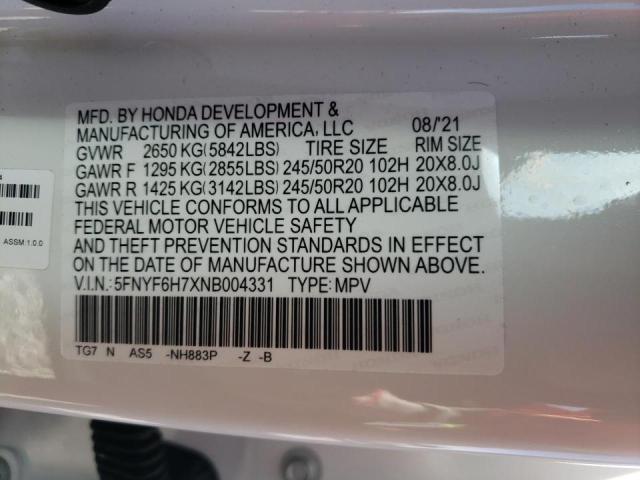 MFD. BY HONDA DEVELOPMENT &
MANUFACTURING OF AMERICA, LLC 08/'21
GVWR 2650 KG(5842LBS) TIRE SIZE RIM SIZE
GAWR F 1295 KG(2855LBS) 245/50R20 102H 20X8.0J
GAWR R 1425 KG(3142LBS) 245/50R20 102H 20X8.0J
THIS VEHICLE CONFORMS TO ALL APPLICABLE
FEDERAL MOTOR VEHICLE SAFETY
AND THEFT PREVENTION STANDARDS IN EFFECT
ON THE DATE OF MANUFACTURE SHOWN ABOVE.
V.I.N.: 5FNYF6H7XNB004331 TYPE: MPV
TG7 N AS5 -NH883P -Z -B
ASSM:1.0.0